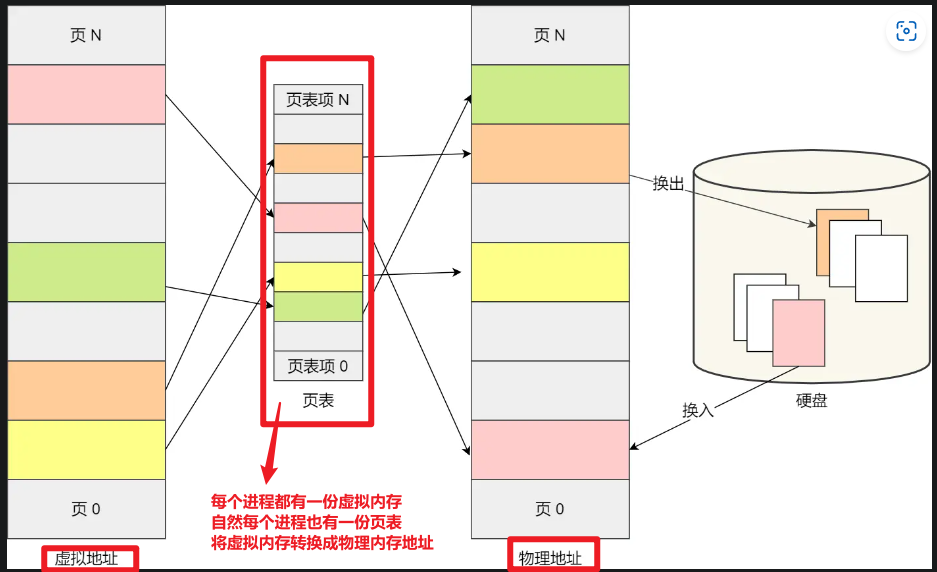 页 N
页 N
页表项 N
换出
页表项 0
页表
换入
硬盘
页 0
页 0
每个进程都有一份虚拟内存
自然每个进程也有一份页表
将虚拟内存转换成物理内存地址
虚拟地址
物理地址